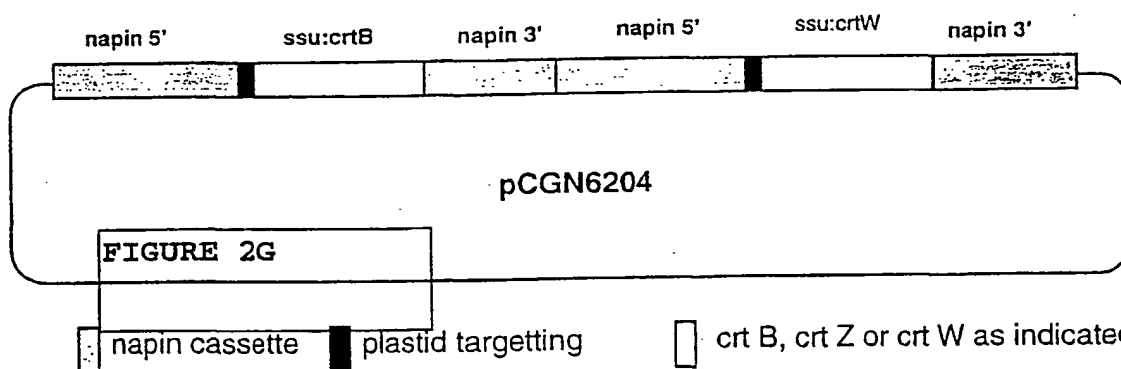 napin 5' ssu:crtB napin 3' napin 5' ssu:crtW napin 3'
pCGN6204
FIGURE 2G
napin cassette plastid targetting crt B, crt Z or crt W as indicated